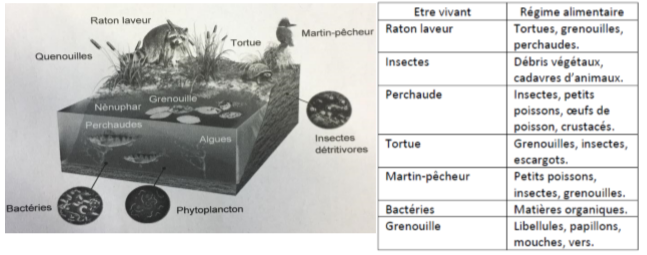 Raton laveur
Martin-pêcheur
Tortue
Quenouilles
Grenouille
Nénuphar
Perchaudes
Algues
Insectes
détritivores
Bactéries
Phytoplancton
Etre vivant Régime alimentaire
Raton laveur Tortues, grenouilles,
perchaudes.
Insectes Débris végétaux,
cadavres d'animaux.
Perchaude Insectes, petits
poissons, œufs de
poisson, crustacés.
Tortue Grenouilles, insectes,
escargots.
Martin-pêcheur Petits poissons,
insectes, grenouilles.
Bactéries Matières organiques.
Grenouille Libellules, papillons,
mouches, vers.